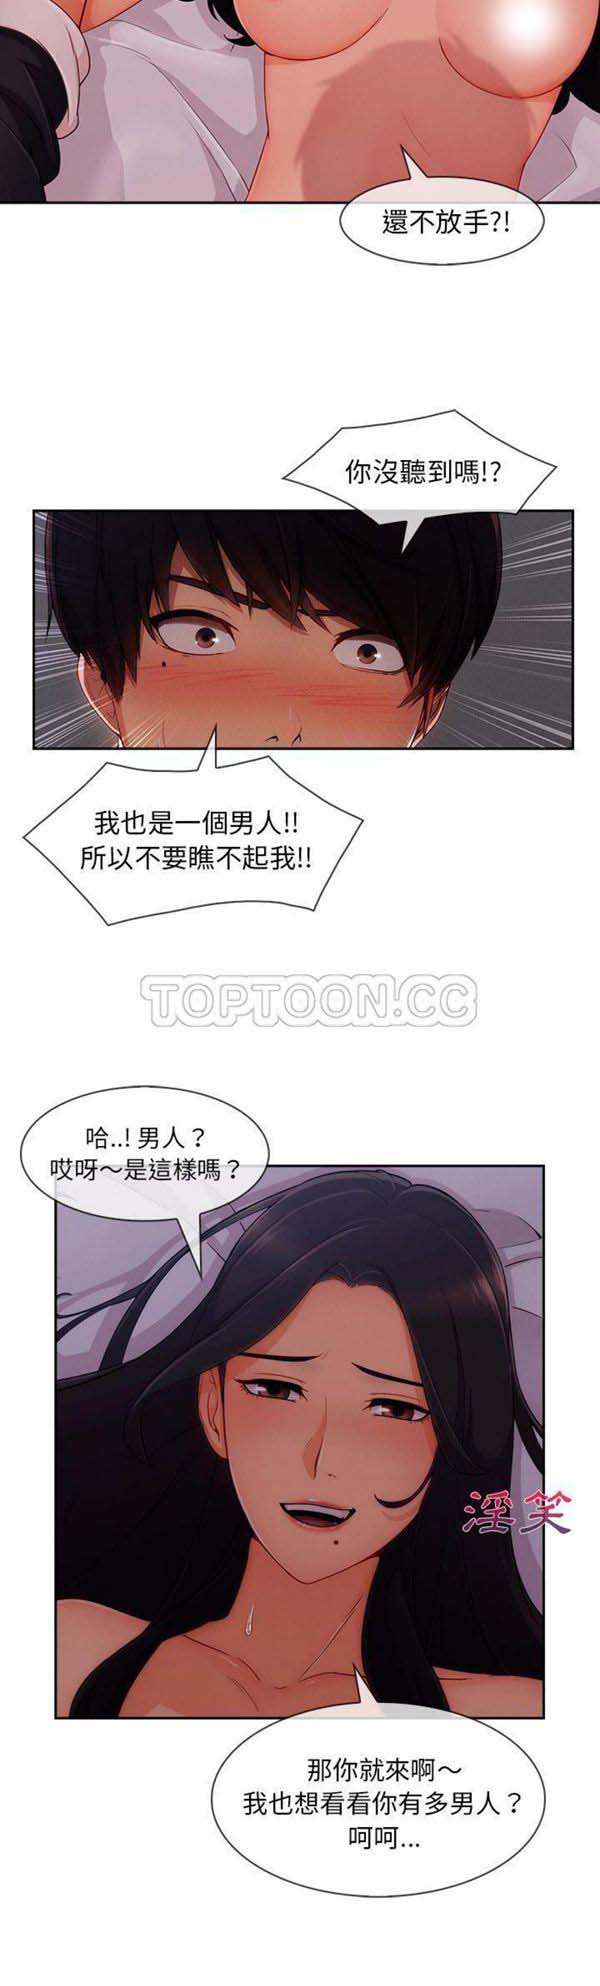 還不放手?!
你沒聽到嗎!?
我也是一個男人!!
所以不要瞧不起我!!
TOPTOON.CC
哈..! 男人？
哎呀～是這樣嗎？
淫笑
那你就來啊～
我也想看看你有多男人？
呵呵...